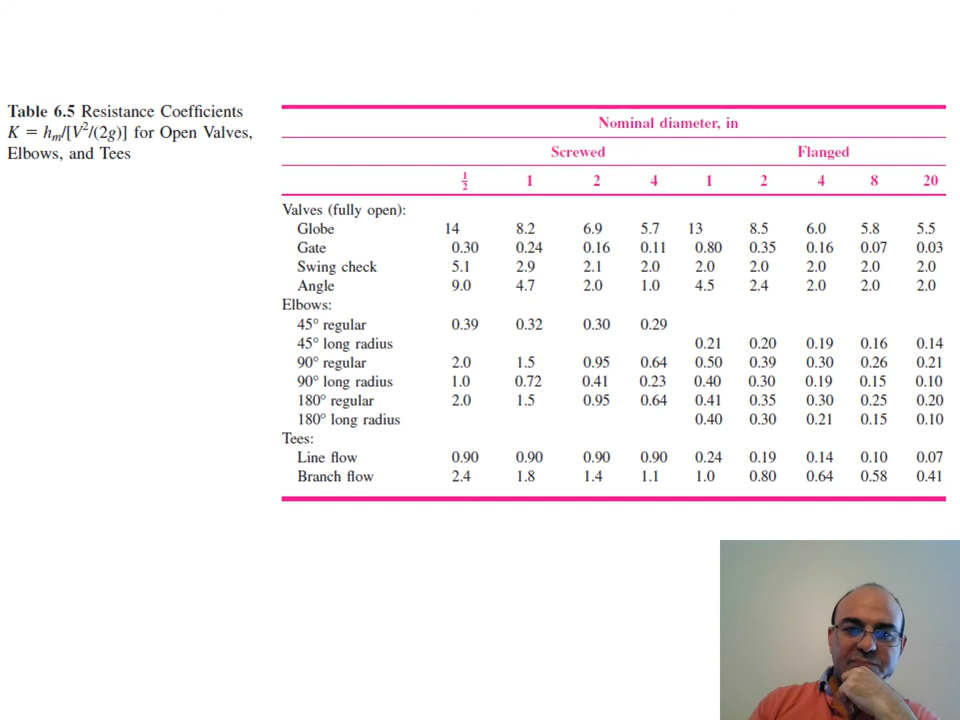 Table 6.5 Resistance Coefficients
K = hm/[V²/(2g)] for Open Valves,
Elbows, and Tees
Nominal diameter, in
Screwed Flanged
½ 1 2 4 1 2 4 8 20
Valves (fully open):
Globe 14 8.2 6.9 5.7 13 8.5 6.0 5.8 5.5
Gate 0.30 0.24 0.16 0.11 0.80 0.35 0.16 0.07 0.03
Swing check 5.1 2.9 2.1 2.0 2.0 2.0 2.0 2.0 2.0
Angle 9.0 4.7 2.0 1.0 4.5 2.4 2.0 2.0 2.0
Elbows:
45° regular 0.39 0.32 0.30 0.29
45° long radius 0.21 0.20 0.19 0.16 0.14
90° regular 2.0 1.5 0.95 0.64 0.50 0.39 0.30 0.26 0.21
90° long radius 1.0 0.72 0.41 0.23 0.40 0.30 0.19 0.15 0.10
180° regular 2.0 1.5 0.95 0.64 0.41 0.35 0.30 0.25 0.20
180° long radius 0.40 0.30 0.21 0.15 0.10
Tees:
Line flow 0.90 0.90 0.90 0.90 0.24 0.19 0.14 0.10 0.07
Branch flow 2.4 1.8 1.4 1.1 1.0 0.80 0.64 0.58 0.41